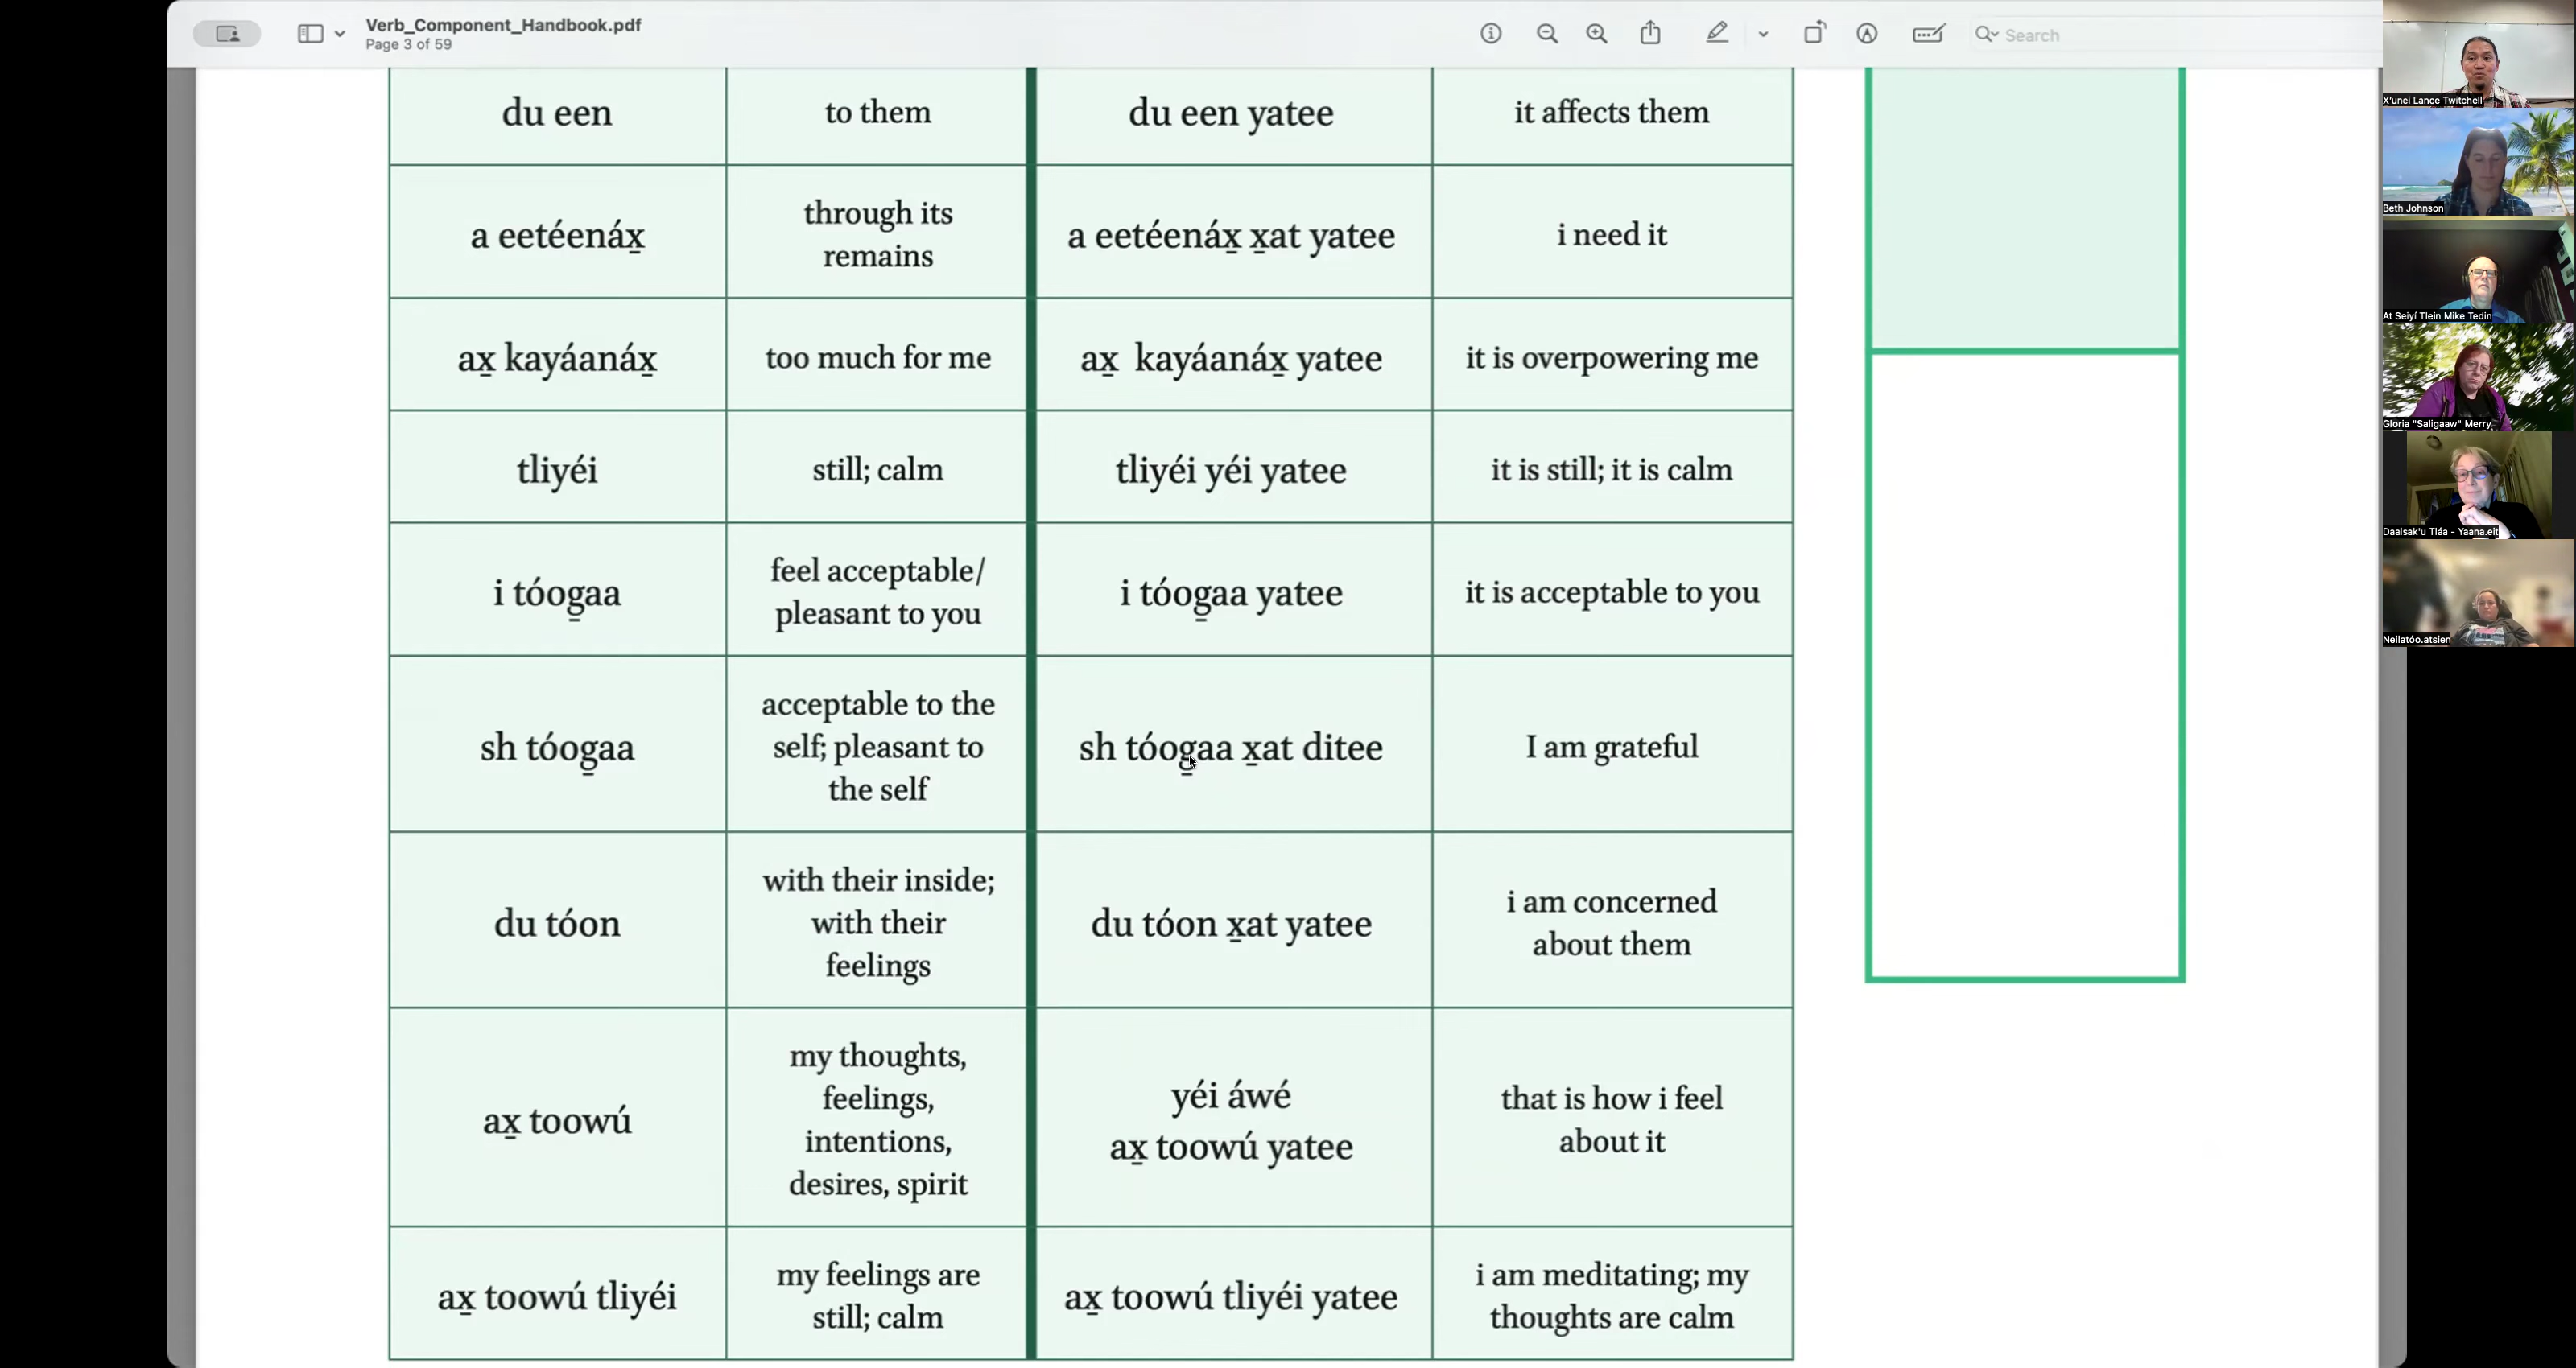 Verb_Component_Handbook.pdf
Page 3 of 59
Search
du een
to them
du een yatee
it affects them
a eetéenáx̱
through its
remains
a eetéenáx̱ x̱at yatee
i need it
ax̱ kayáanáx̱
too much for me
ax̱ kayáanáx̱ yatee
it is overpowering me
tliyéi
still; calm
tliyéi yéi yatee
it is still; it is calm
i tóog̱aa
feel acceptable/
pleasant to you
i tóog̱aa yatee
it is acceptable to you
sh tóog̱aa
acceptable to the
self; pleasant to
the self
sh tóog̱aa x̱at ditee
I am grateful
du tóon
with their inside;
with their
feelings
du tóon x̱at yatee
i am concerned
about them
ax̱ toowú
my thoughts,
feelings,
intentions,
desires, spirit
yéi áwé
ax̱ toowú yatee
that is how i feel
about it
ax̱ toowú tliyéi
my feelings are
still; calm
ax̱ toowú tliyéi yatee
i am meditating; my
thoughts are calm
X̱'unei Lance Twitchell
Beth Johnson
At Seiyí Tlein Mike Tedin
Gloria "Saligaaw" Merry
Daalsak'u Tláa - Yaana.eit
Neilatóo.atsien